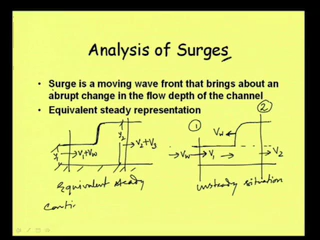 Analysis of Surges
• Surge is a moving wave front that brings about an abrupt change in the flow depth of the channel
• Equivalent steady representation
① ②
y₂ Vw
y₁ → V₁+Vw → V₂+V₃ Vw → V₁ → V₂
Equivalent steady unsteady situation
conti